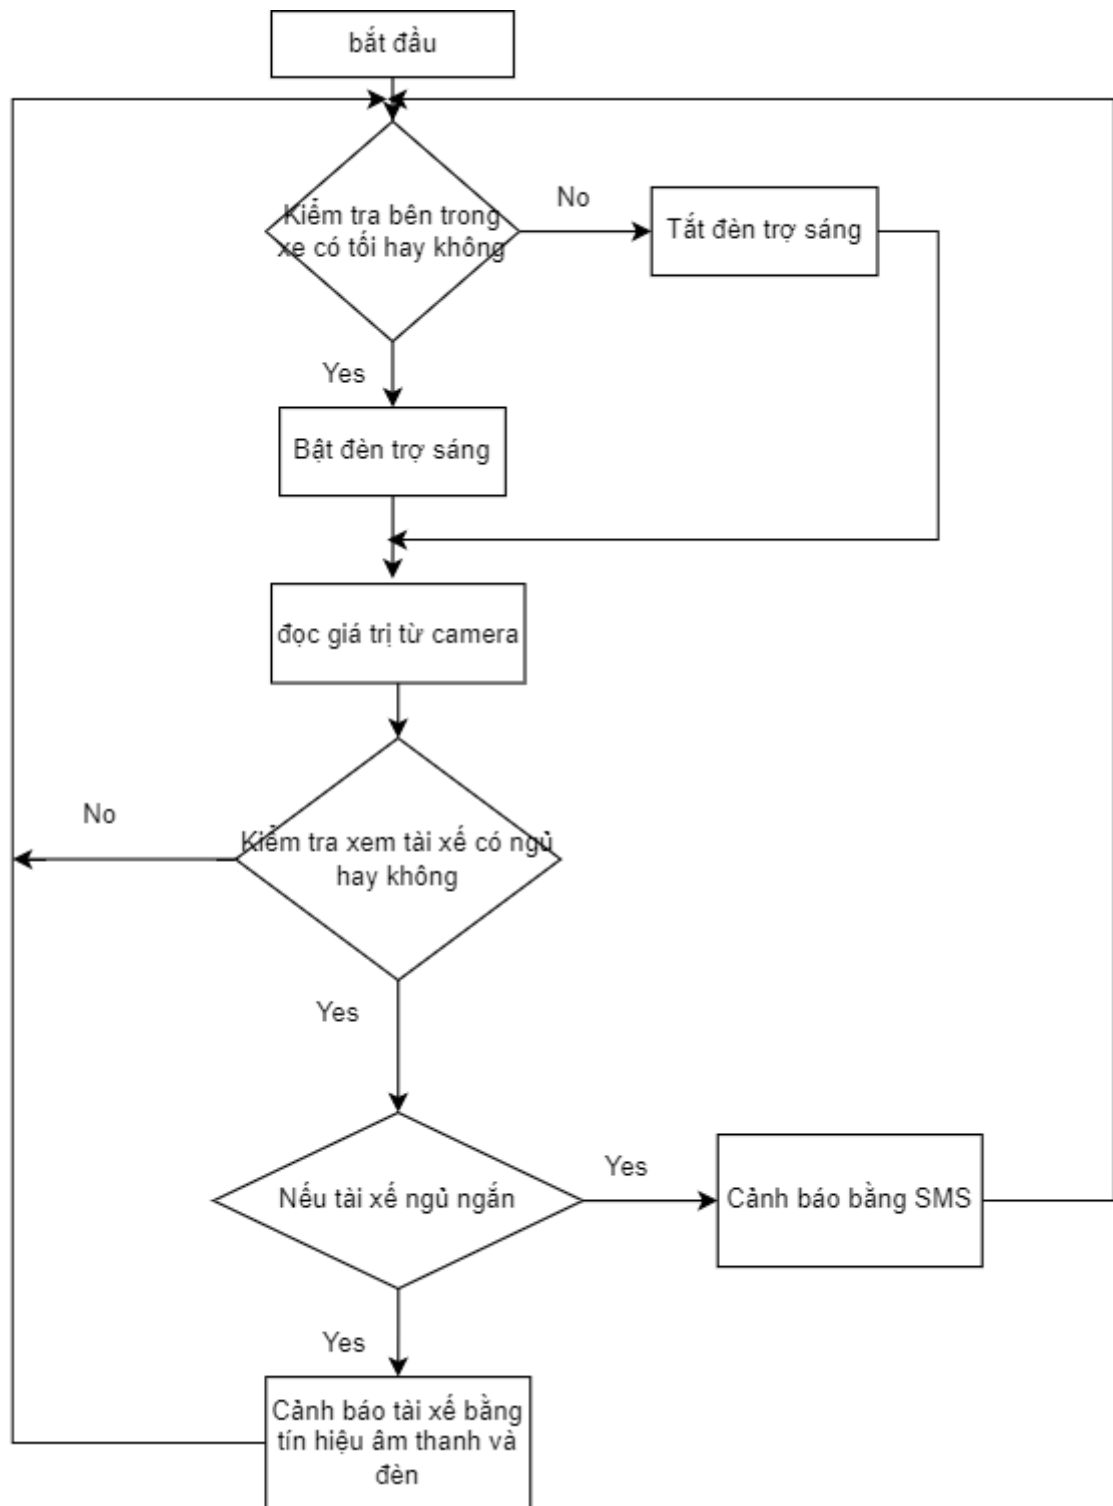 bắt đầu
Kiểm tra bên trong
xe có tối hay không
No
Tắt đèn trợ sáng
Yes
Bật đèn trợ sáng
đọc giá trị từ camera
Kiểm tra xem tài xế có ngủ
hay không
No
Yes
Nếu tài xế ngủ ngắn
Yes
Cảnh báo bằng SMS
Yes
Cảnh báo tài xế bằng
tín hiệu âm thanh và
đèn